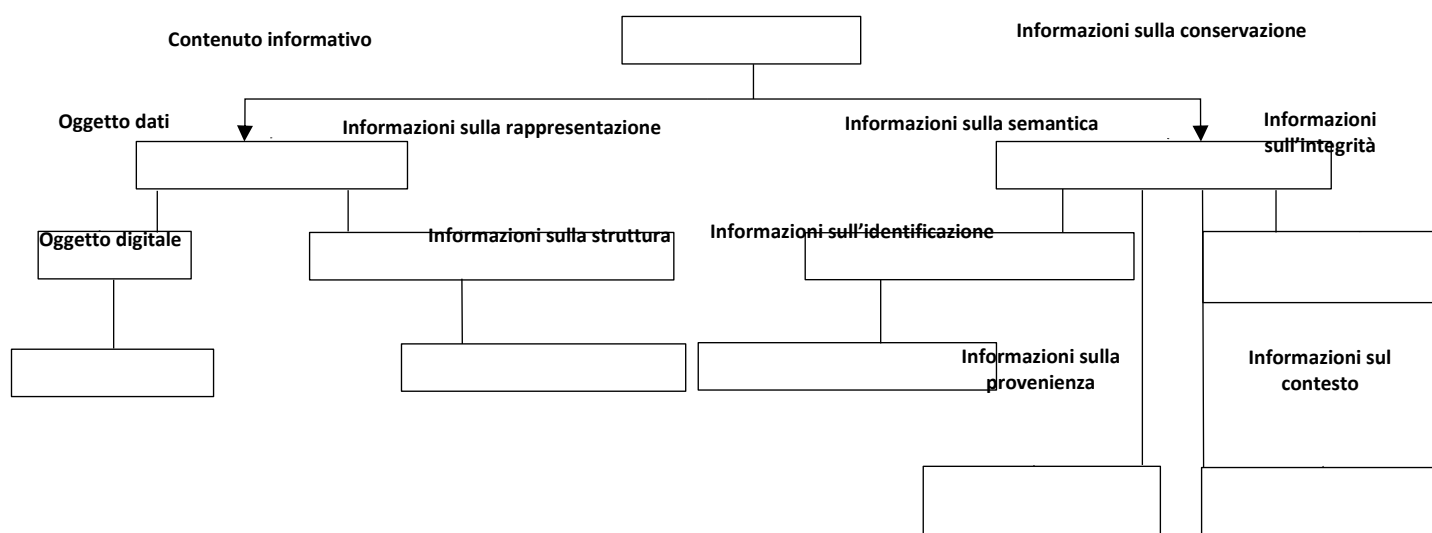 Contenuto informativo
Informazioni sulla conservazione
Oggetto dati
Informazioni sulla rappresentazione
Informazioni sulla semantica
Informazioni
sull'integrità
Oggetto digitale
Informazioni sulla struttura
Informazioni sull'identificazione
Informazioni sulla
provenienza
Informazioni sul
contesto